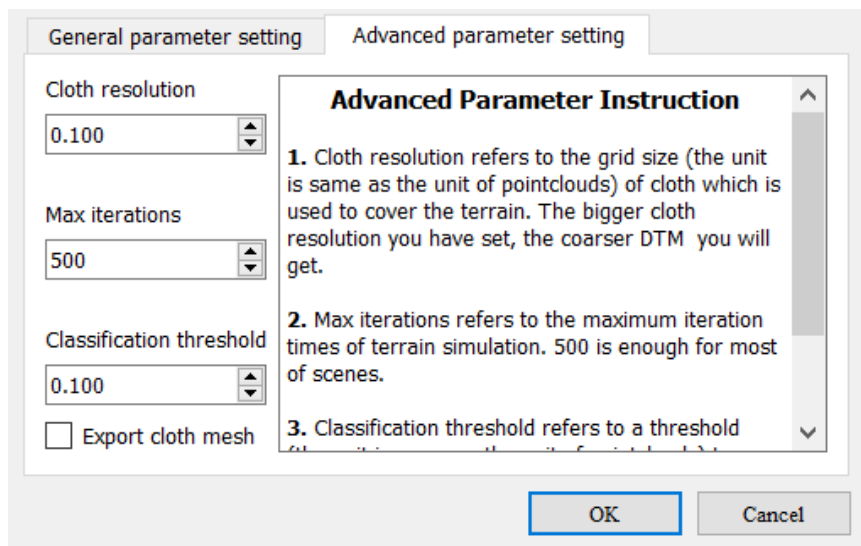 General parameter setting
Advanced parameter setting
Cloth resolution
0.100
Max iterations
500
Classification threshold
0.100
Export cloth mesh
Advanced Parameter Instruction
1. Cloth resolution refers to the grid size (the unit
is same as the unit of pointclouds) of cloth which is
used to cover the terrain. The bigger cloth
resolution you have set, the coarser DTM  you will
get.
2. Max iterations refers to the maximum iteration
times of terrain simulation. 500 is enough for most
of scenes.
3. Classification threshold refers to a threshold
OK
Cancel